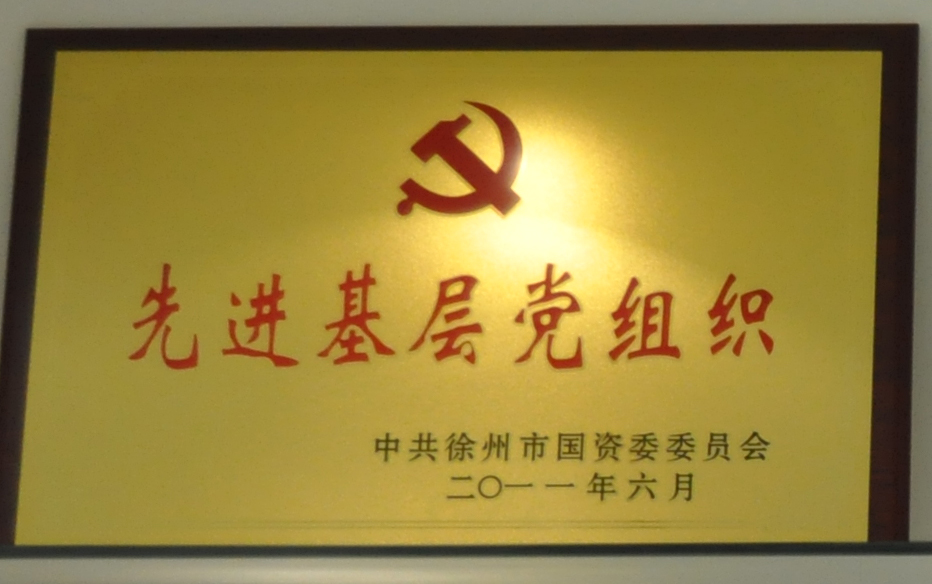 先进基层党组织
中共徐州市国资委委员会
二〇一一年六月